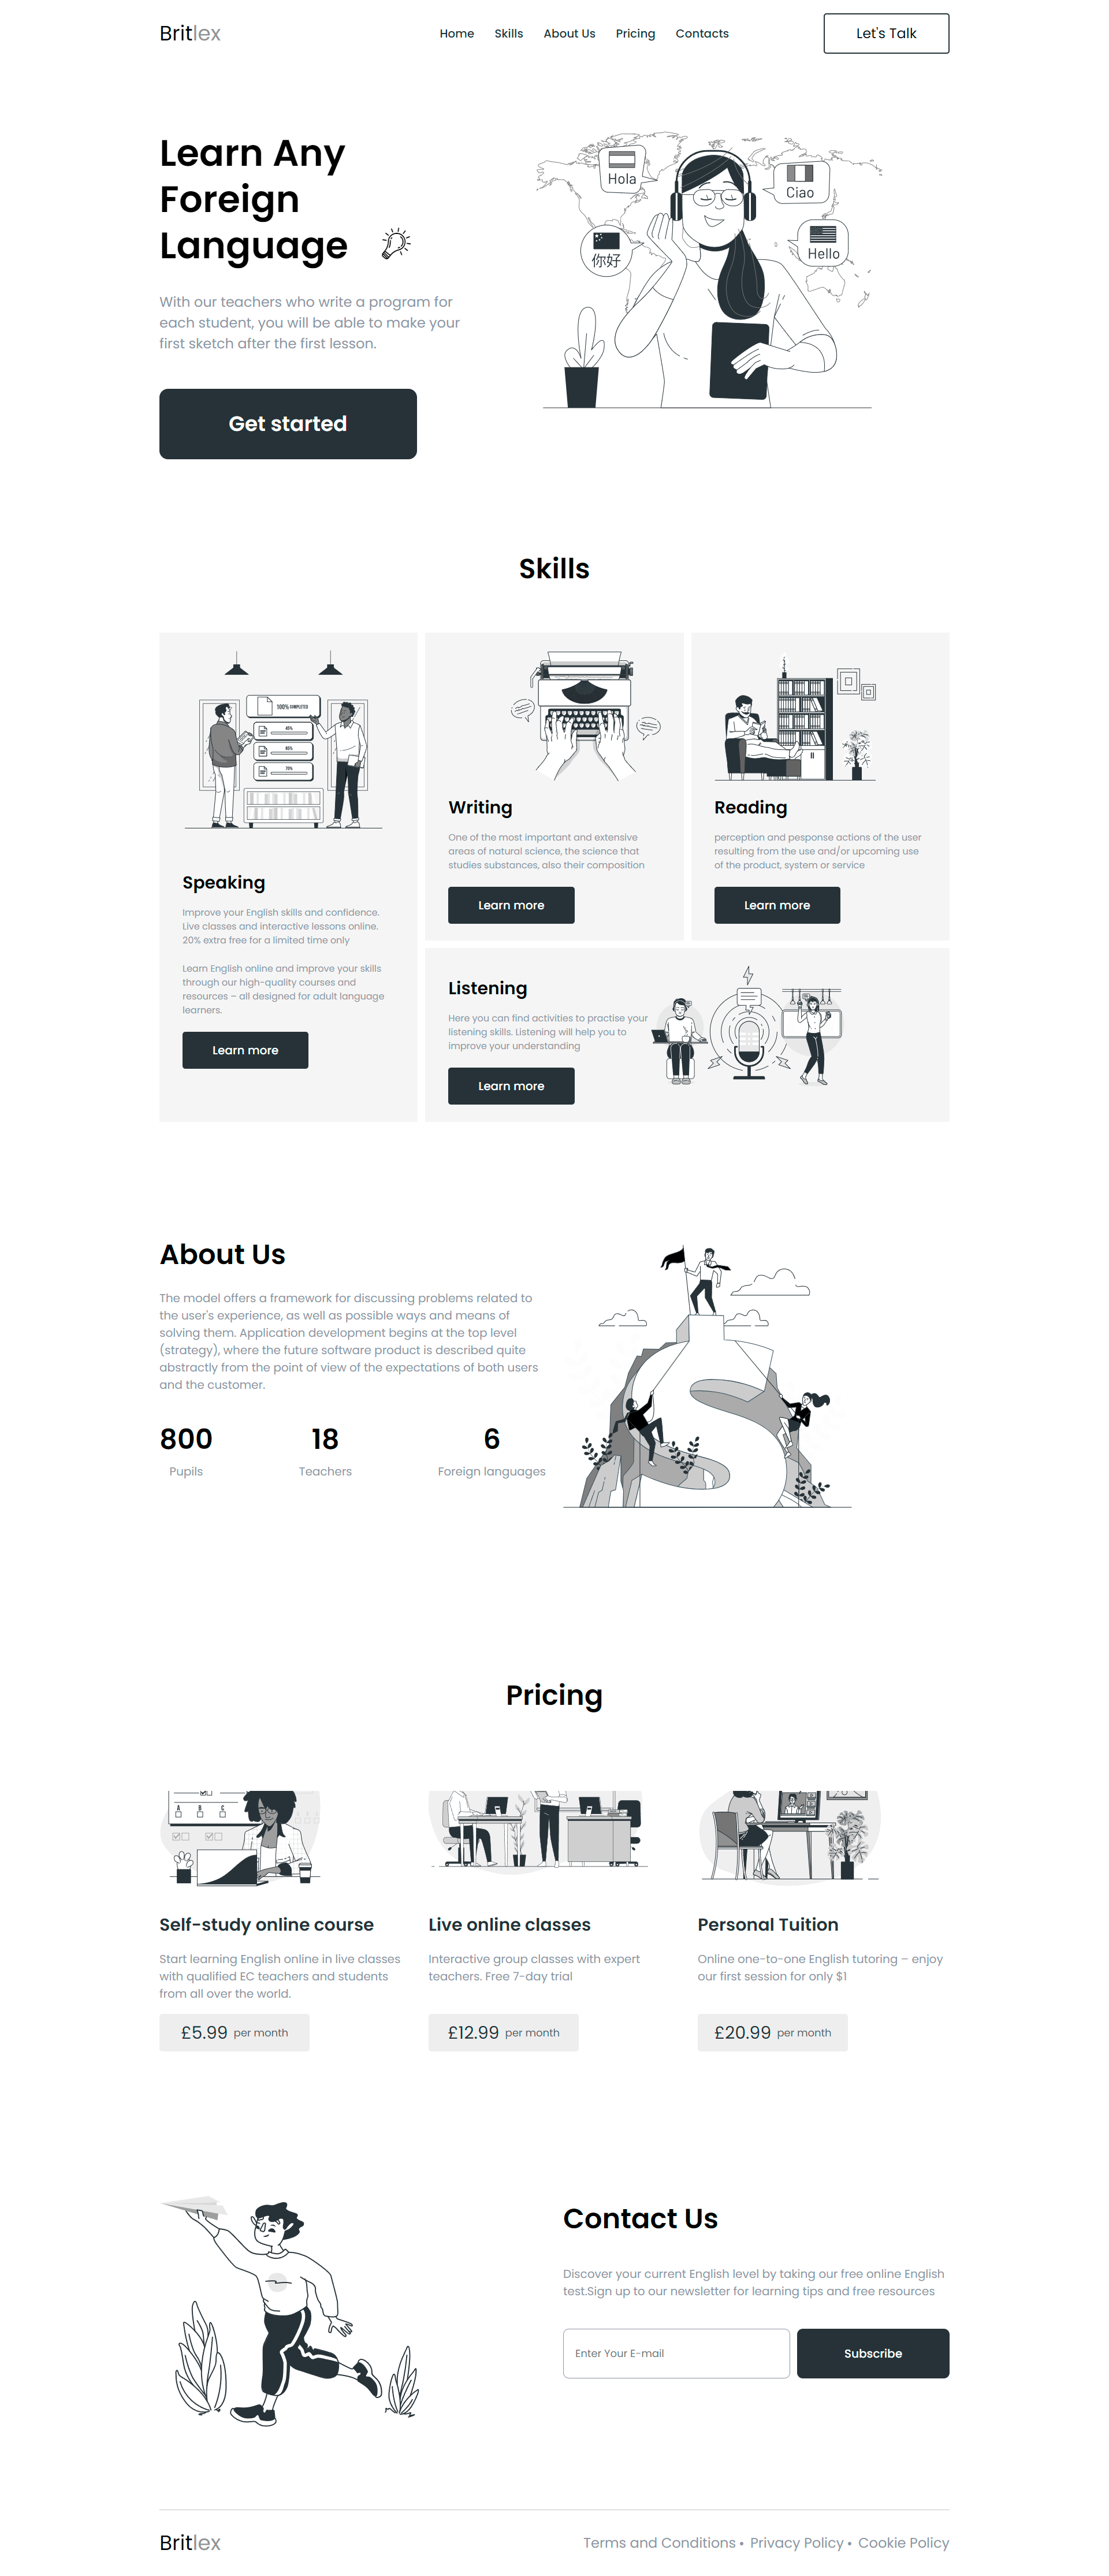 Britlex
Home Skills About Us Pricing Contacts
Let's Talk
Learn Any
Foreign
Language
With our teachers who write a program for
each student, you will be able to make your
first sketch after the first lesson.
Get started
Hola
Ciao
你好
Hello
Skills
100% COMPLETED
Speaking
Improve your English skills and confidence.
Live classes and interactive lessons online.
20% extra free for a limited time only
Learn English online and improve your skills
through our high-quality courses and
resources – all designed for adult language
learners.
Learn more
Writing
One of the most important and extensive
areas of natural science, the science that
studies substances, also their composition
Learn more
Reading
perception and pesponse actions of the user
resulting from the use and/or upcoming use
of the product, system or service
Learn more
Listening
Here you can find activities to practise your
listening skills. Listening will help you to
improve your understanding
Learn more
About Us
The model offers a framework for discussing problems related to
the user's experience, as well as possible ways and means of
solving them. Application development begins at the top level
(strategy), where the future software product is described quite
abstractly from the point of view of the expectations of both users
and the customer.
800
Pupils
18
Teachers
6
Foreign languages
Pricing
A B C
Self-study online course
Start learning English online in live classes
with qualified EC teachers and students
from all over the world.
£5.99 per month
Live online classes
Interactive group classes with expert
teachers. Free 7-day trial
£12.99 per month
Personal Tuition
Online one-to-one English tutoring – enjoy
our first session for only $1
£20.99 per month
Contact Us
Discover your current English level by taking our free online English
test.Sign up to our newsletter for learning tips and free resources
Enter Your E-mail
Subscribe
Britlex
Terms and Conditions • Privacy Policy • Cookie Policy